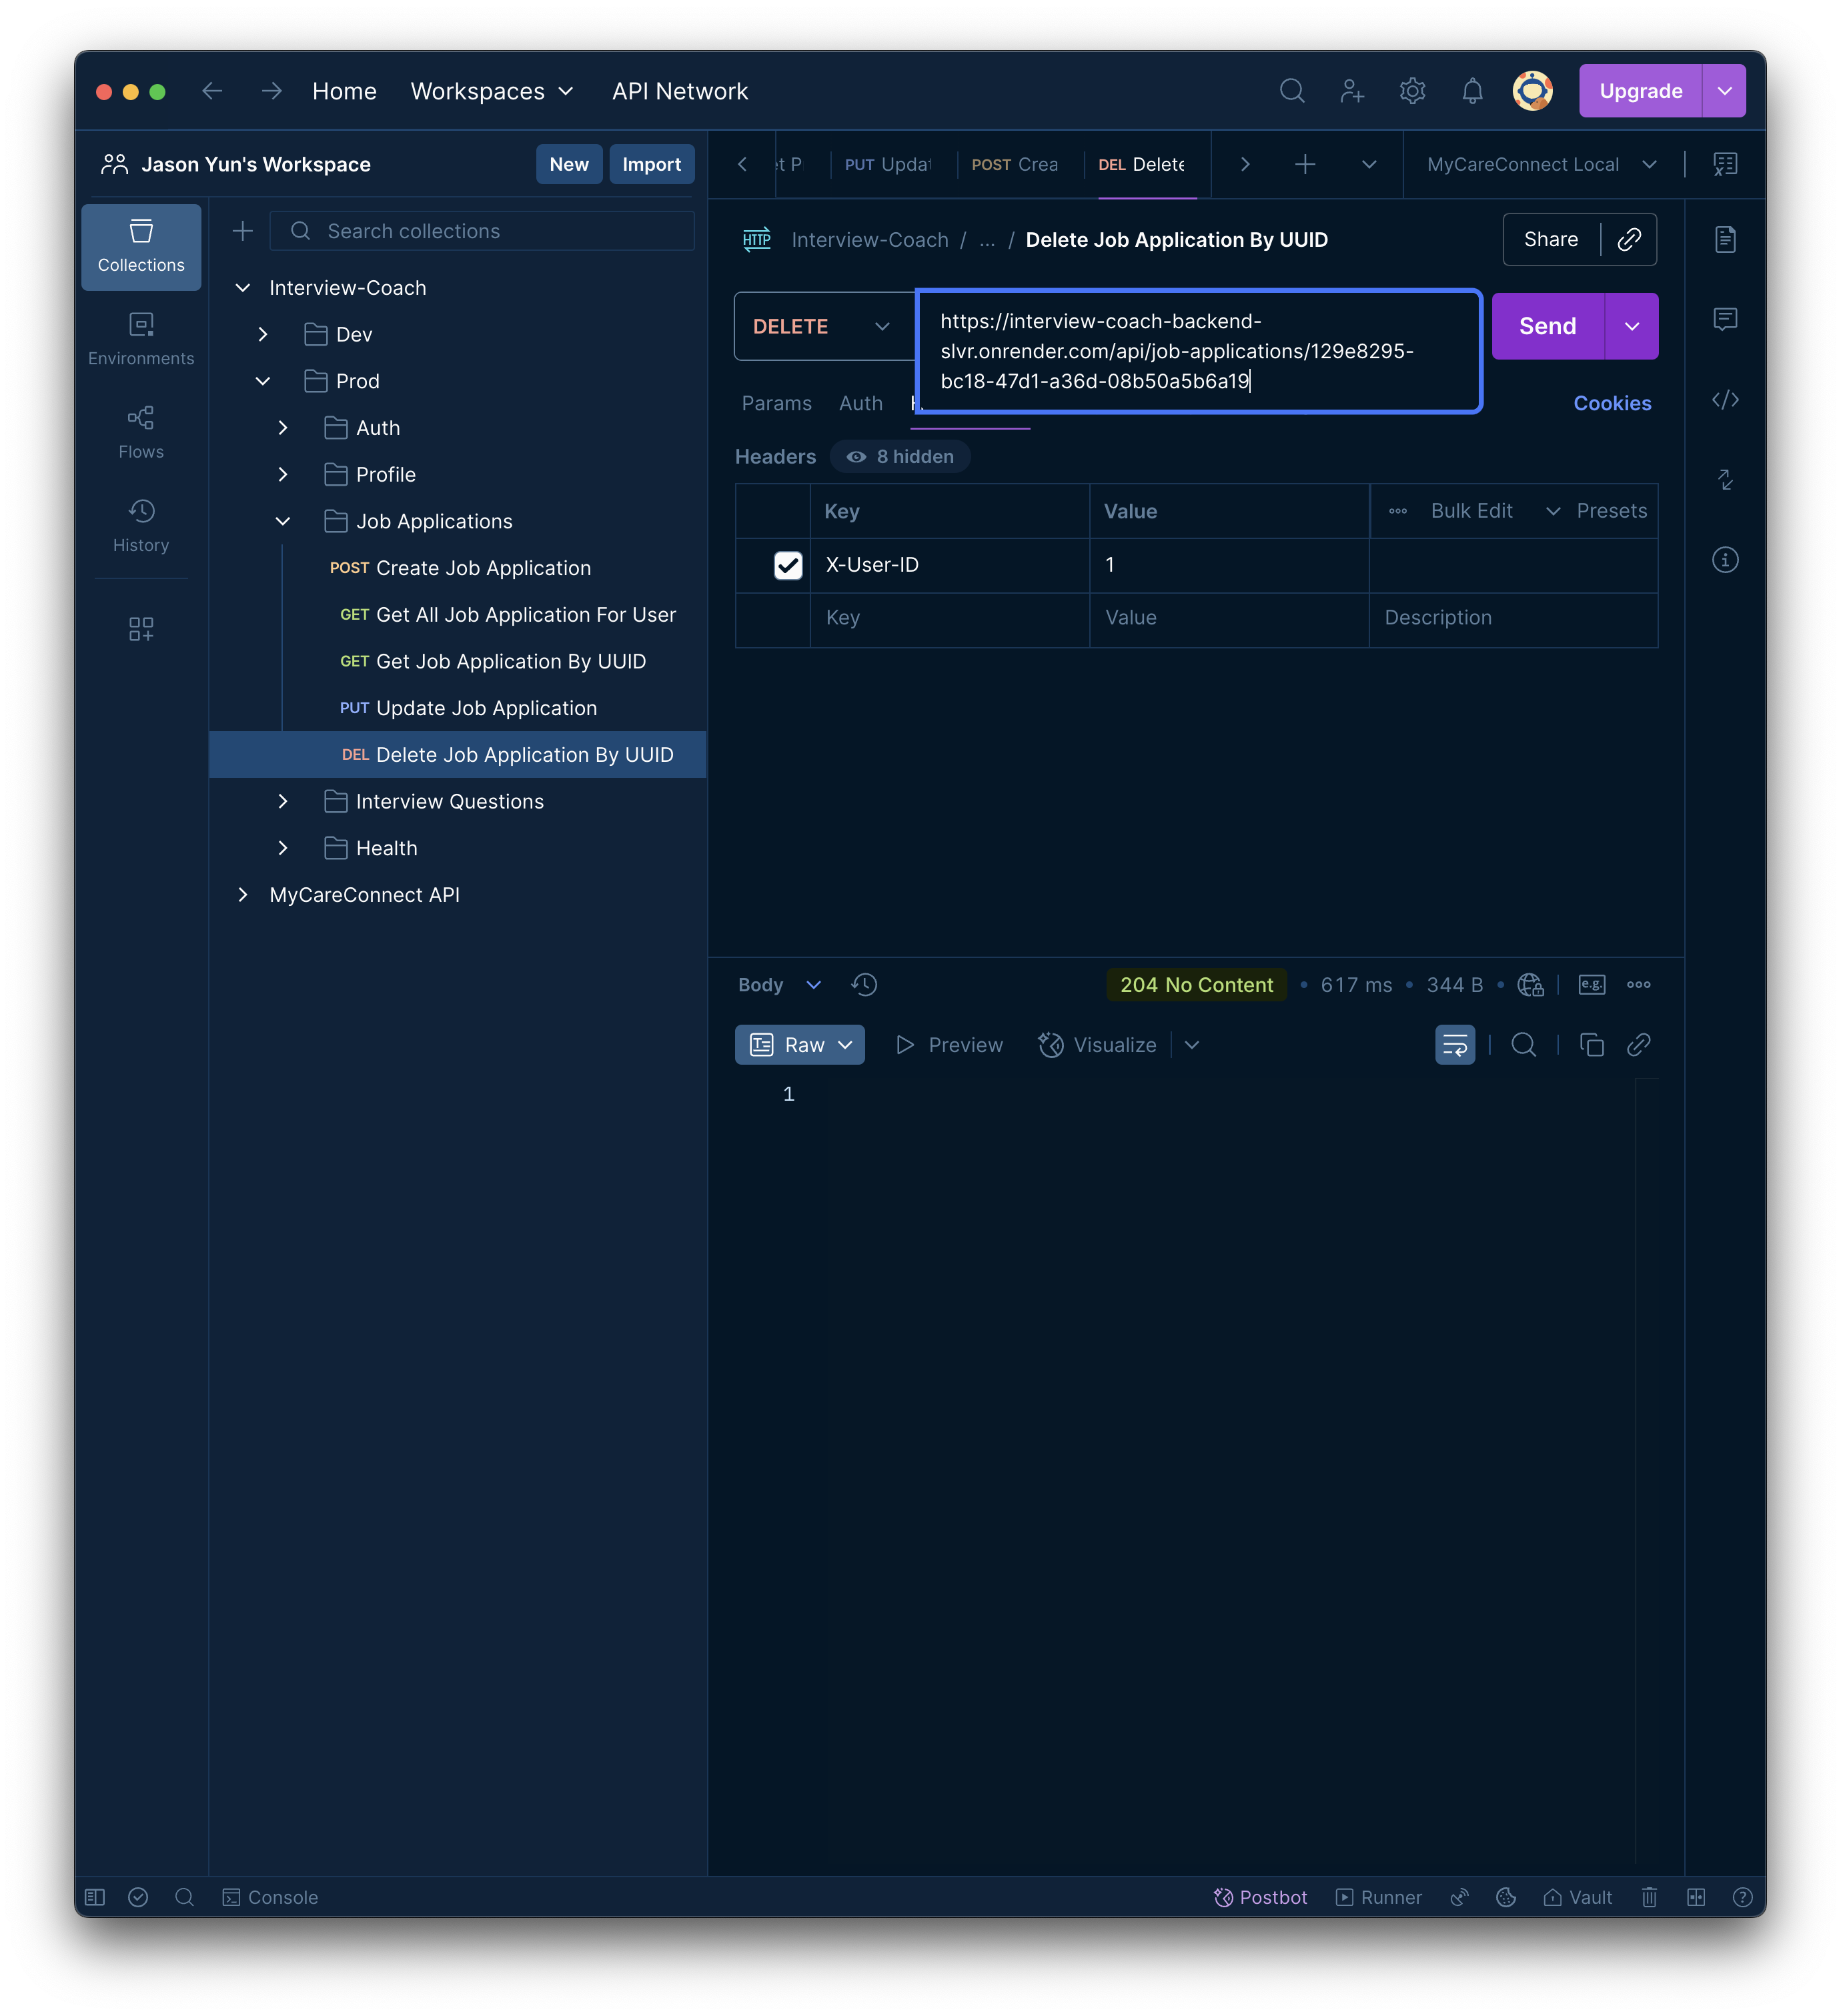 Home
Workspaces
API Network
Upgrade
Jason Yun's Workspace
New
Import
et P
PUT Updat
POST Crea
DEL Delete
MyCareConnect Local
Collections
Environments
Flows
History
Search collections
Interview-Coach
Dev
Prod
Auth
Profile
Job Applications
POST Create Job Application
GET Get All Job Application For User
GET Get Job Application By UUID
PUT Update Job Application
DEL Delete Job Application By UUID
Interview Questions
Health
MyCareConnect API
HTTP Interview-Coach / ... / Delete Job Application By UUID
Share
DELETE
https://interview-coach-backend-
slvr.onrender.com/api/job-applications/129e8295-
bc18-47d1-a36d-08b50a5b6a19
Send
Params
Auth
Cookies
Headers
8 hidden
Key
Value
Bulk Edit
Presets
X-User-ID
1
Key
Value
Description
Body
204 No Content
617 ms
344 B
e.g.
Raw
Preview
Visualize
1
Console
Postbot
Runner
Vault